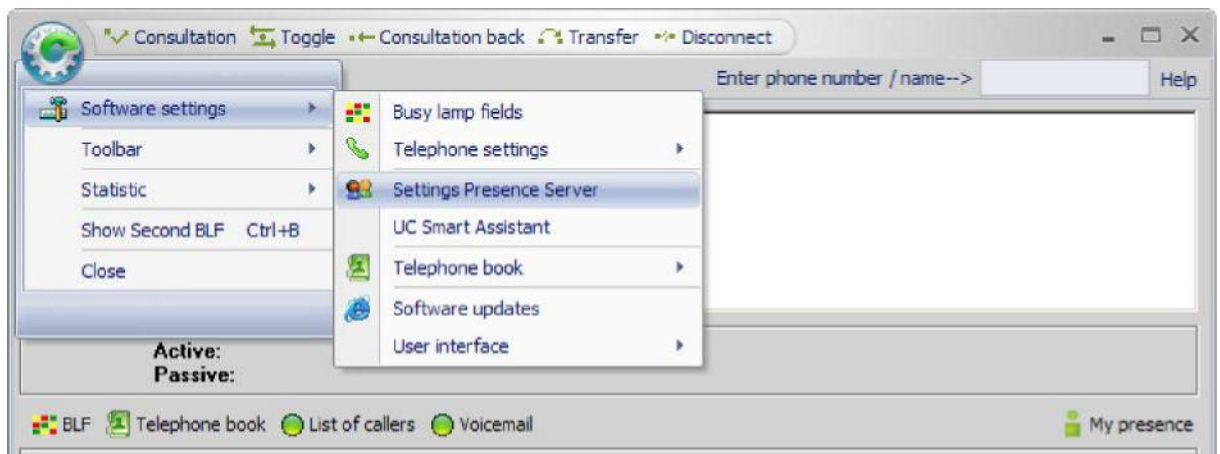 Consultation Toggle Consultation back Transfer Disconnect
Enter phone number / name--> Help
Software settings
Toolbar
Statistic
Show Second BLF Ctrl+B
Close
Busy lamp fields
Telephone settings
Settings Presence Server
UC Smart Assistant
Telephone book
Software updates
User interface
Active:
Passive:
BLF Telephone book List of callers Voicemail My presence